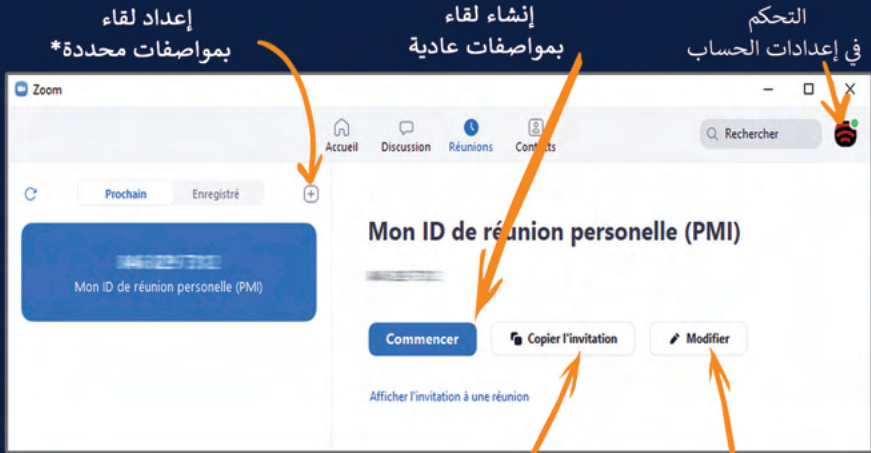 إعداد لقاء
بمواصفات محددة*
إنشاء لقاء
بمواصفات عادية
التحكم
في إعدادات الحساب
Zoom
Accueil Discussion Réunions Contacts
Rechercher
Prochain Enregistré
Mon ID de réunion personelle (PMI)
Mon ID de réunion personelle (PMI)
Commencer Copier l'invitation Modifier
Afficher l'invitation à une réunion